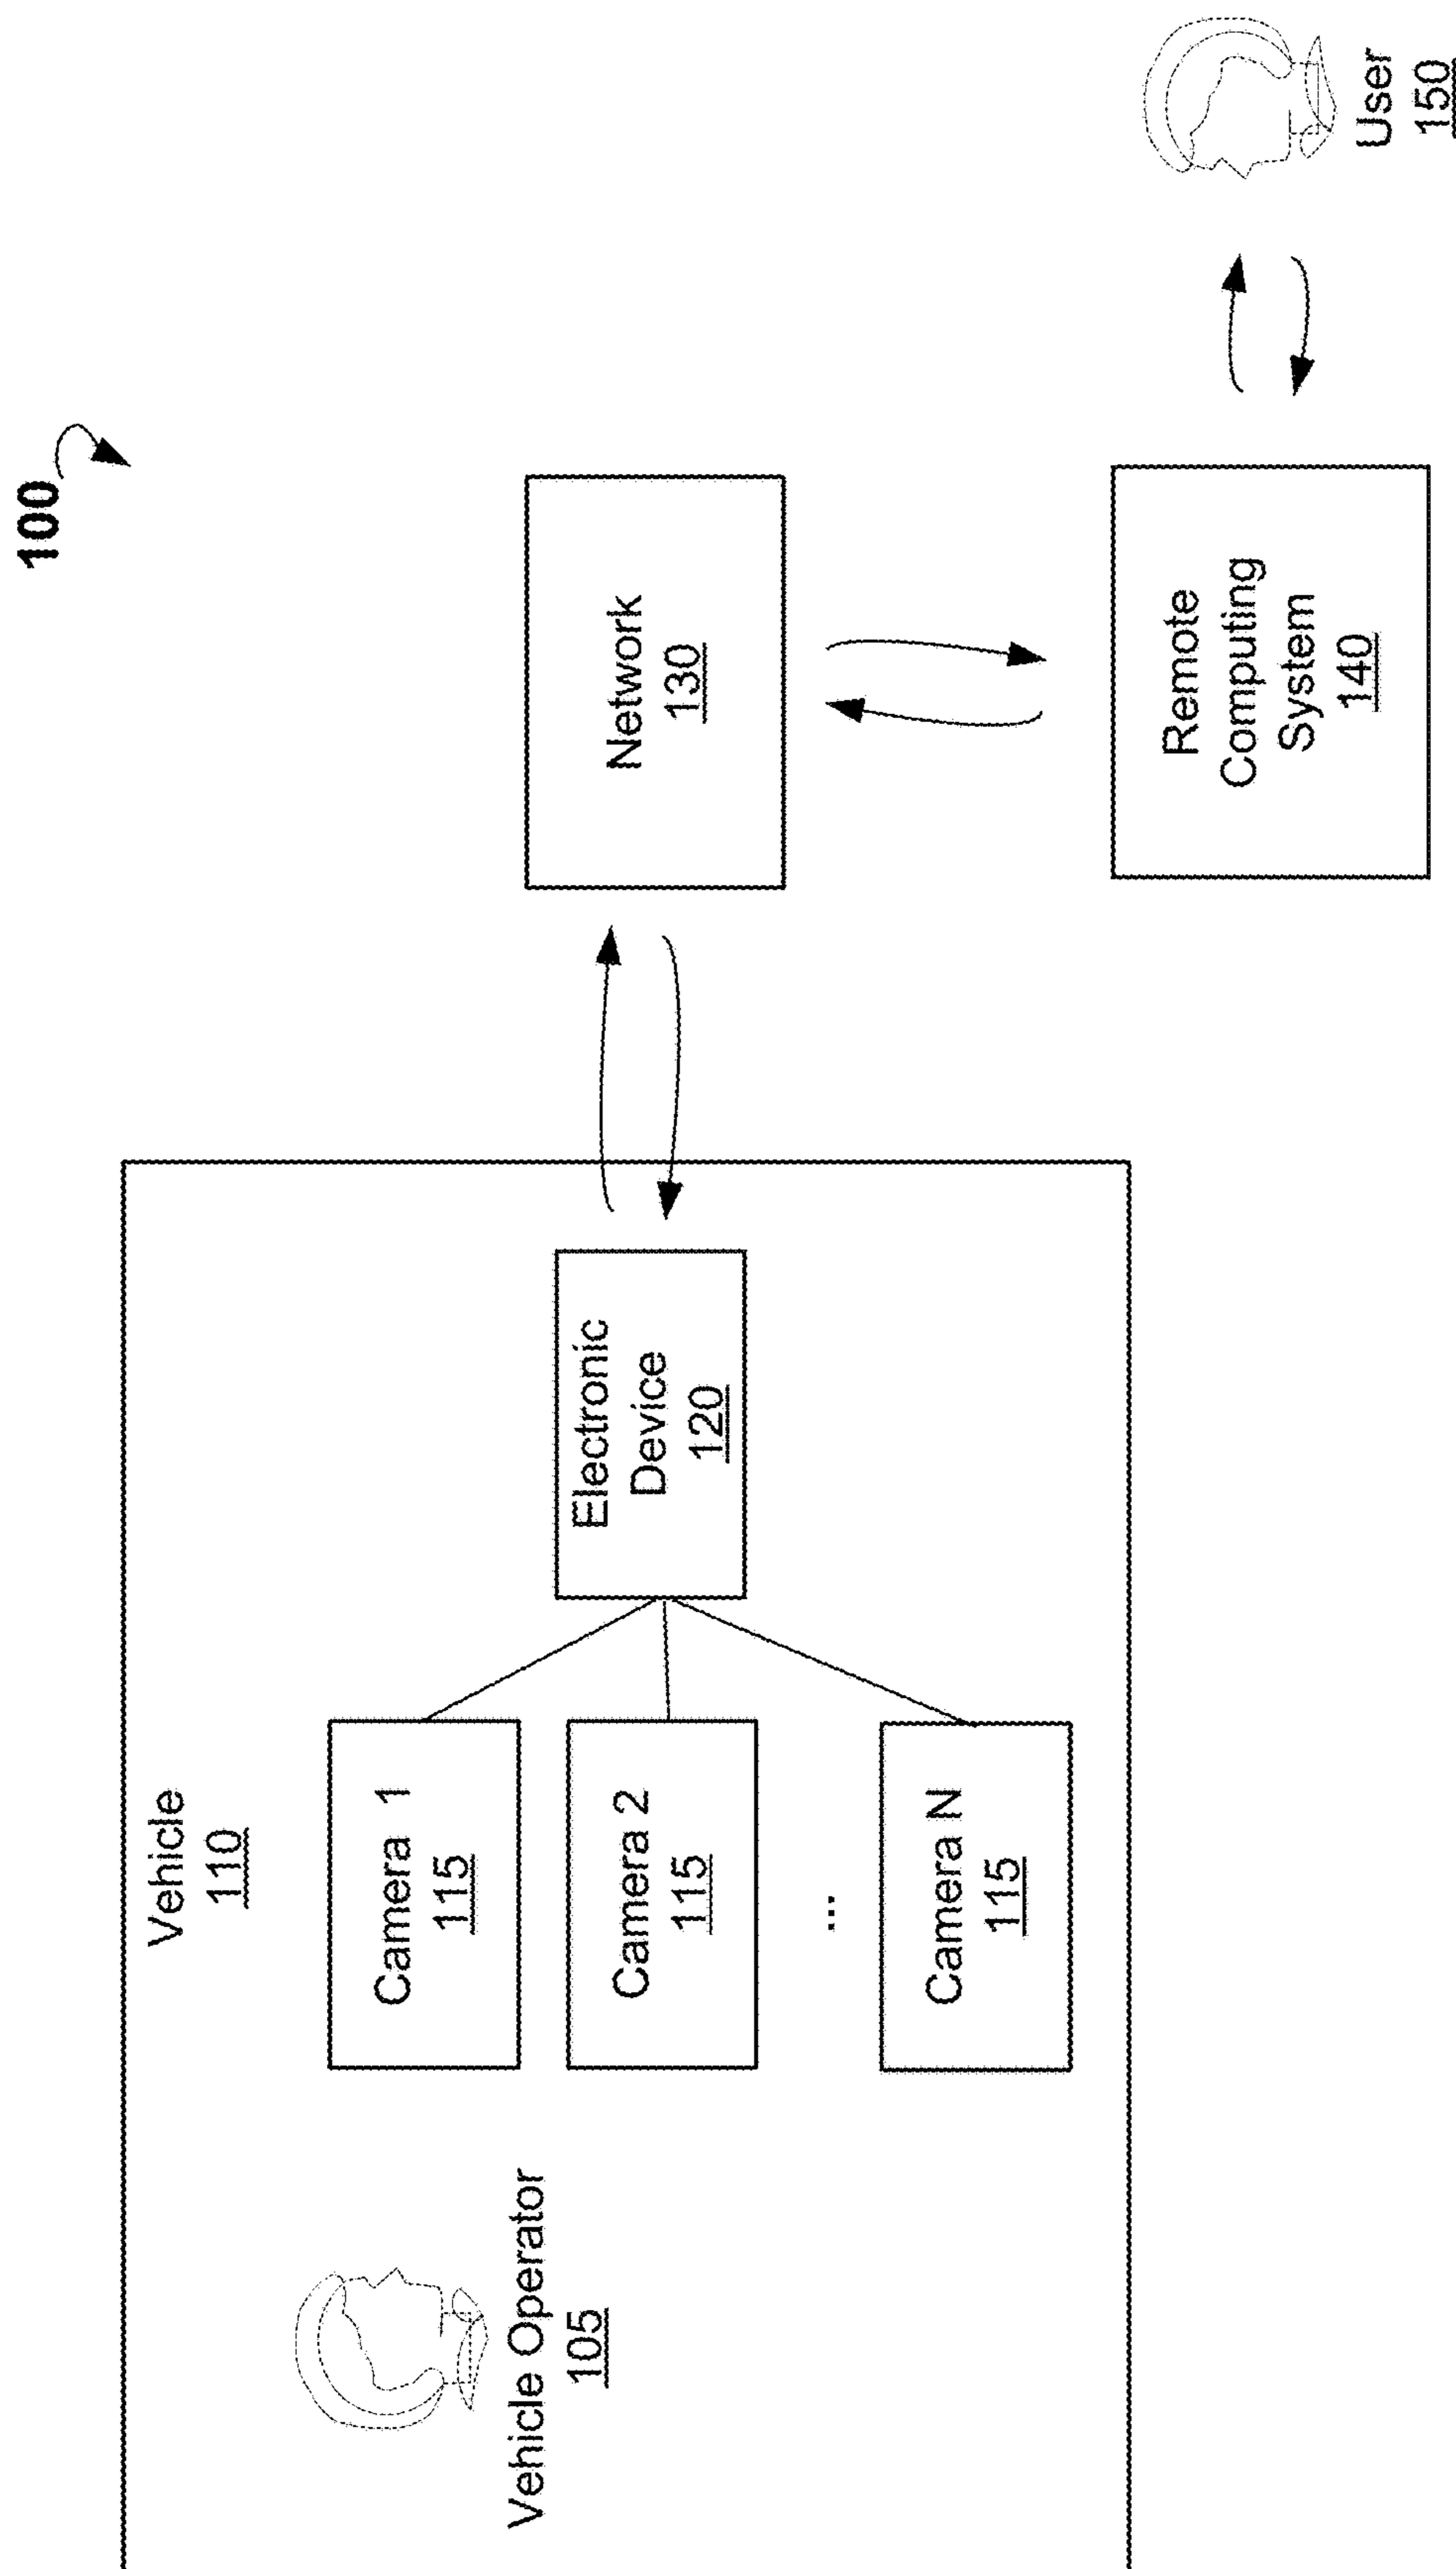 100
Vehicle
110
Vehicle Operator
105
Camera 1
115
Camera 2
115
...
Camera N
115
Electronic
Device
120
Network
130
Remote
Computing
System
140
User
150